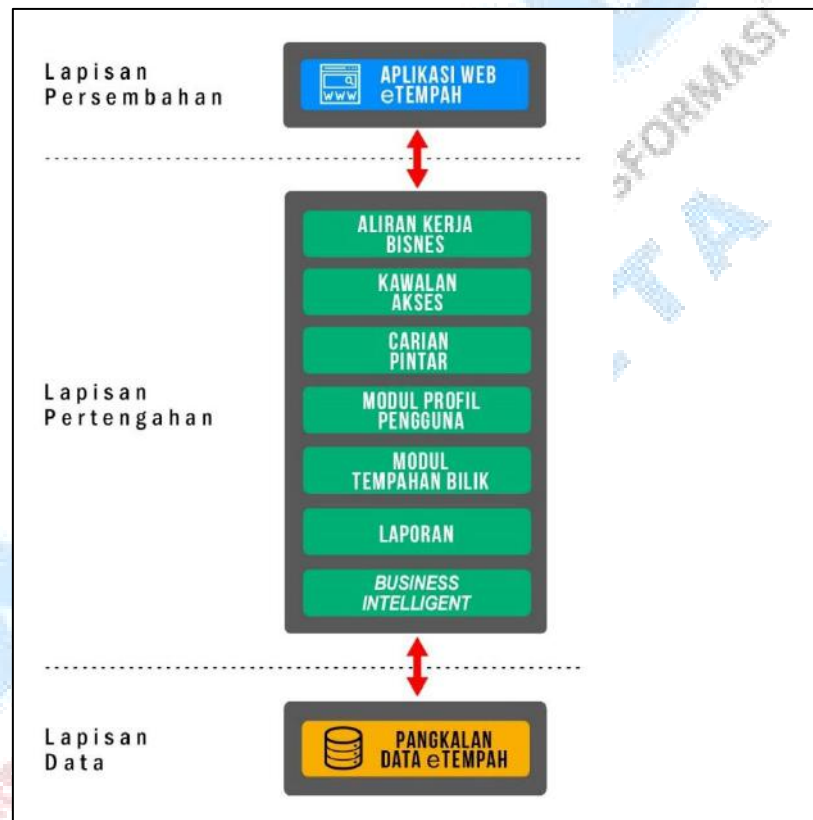 Lapisan
Persembahan
WWW
APLIKASI WEB
eTEMPAH
Lapisan
Pertengahan
ALIRAN KERJA
BISNES
KAWALAN
AKSES
CARIAN
PINTAR
MODUL PROFIL
PENGGUNA
MODUL
TEMPAHAN BILIK
LAPORAN
BUSINESS
INTELLIGENT
Lapisan
Data
PANGKALAN
DATA eTEMPAH